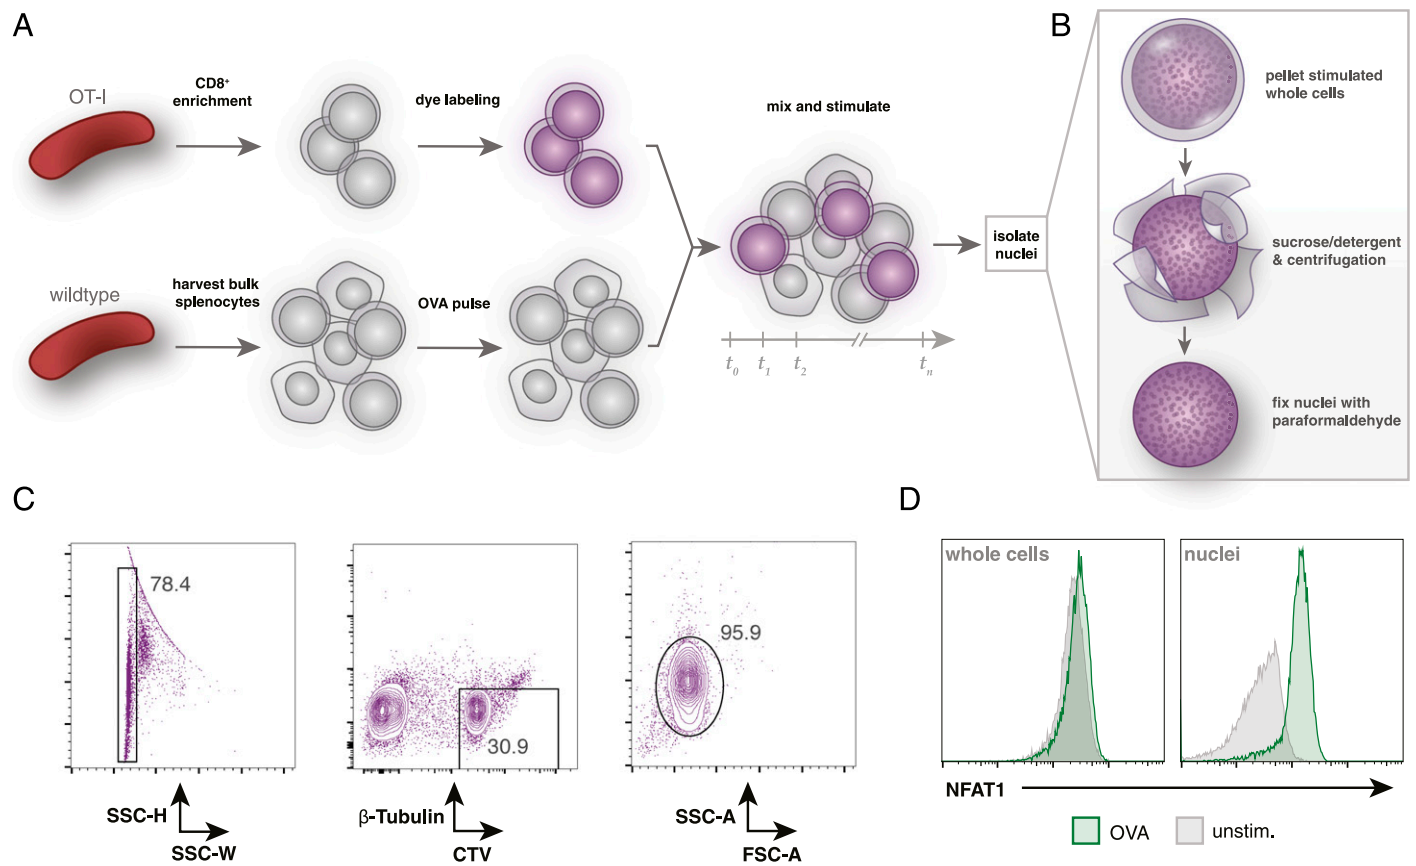 A
OT-I
CD8+
enrichment
dye labeling
mix and stimulate
wildtype
harvest bulk
splenocytes
OVA pulse
t0
t1
t2
tn
isolate
nuclei
B
pellet stimulated
whole cells
sucrose/detergent
& centrifugation
fix nuclei with
paraformaldehyde
C
78.4
SSC-H
SSC-W
30.9
β-Tubulin
CTV
95.9
SSC-A
FSC-A
D
whole cells
nuclei
NFAT1
OVA
unstim.